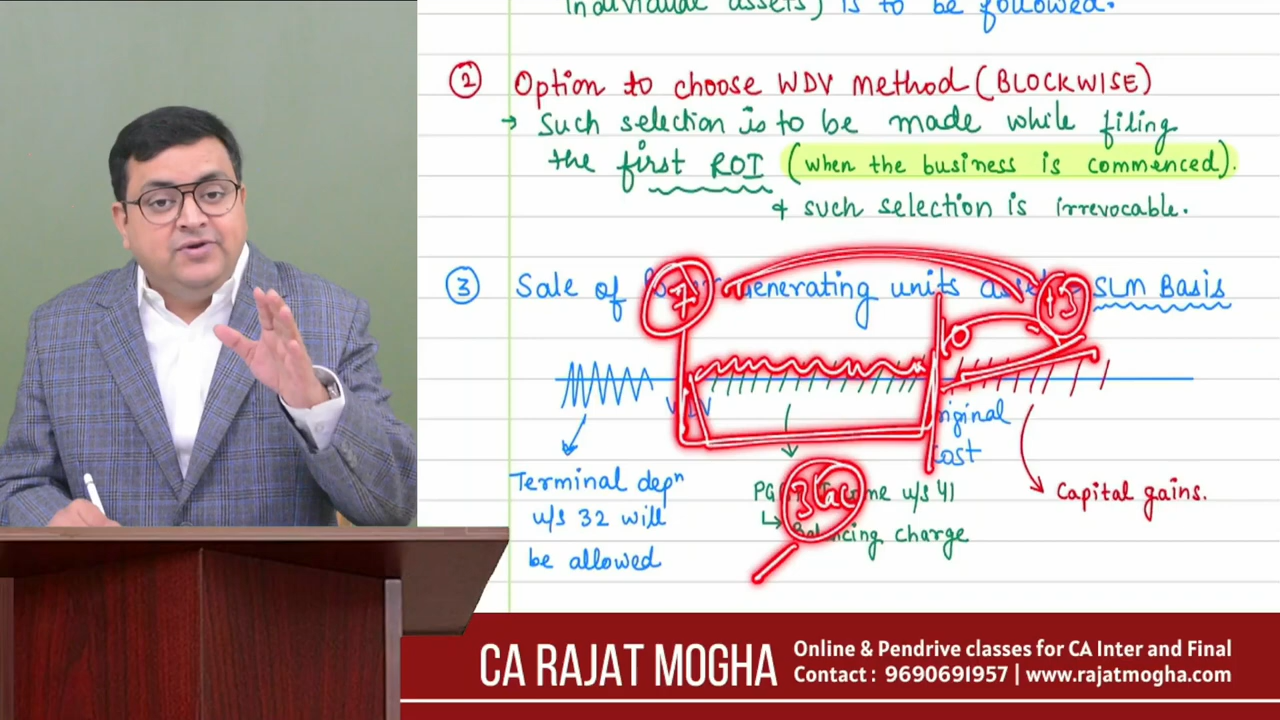 individual assets) is to be followed.
② Option to choose WDV method (BLOCKWISE)
→ Such selection is to be made while filing
the first ROI (when the business is commenced).
& such selection is irrevocable.
③ Sale of generating units SLM Basis
7 13
10
WDV original
cost
Terminal depⁿ
u/s 32 will
be allowed
3 Lac u/s 41
↳ Balancing charge
Capital gains.
CA RAJAT MOGHA
Online & Pendrive classes for CA Inter and Final
Contact : 9690691957 | www.rajatmogha.com